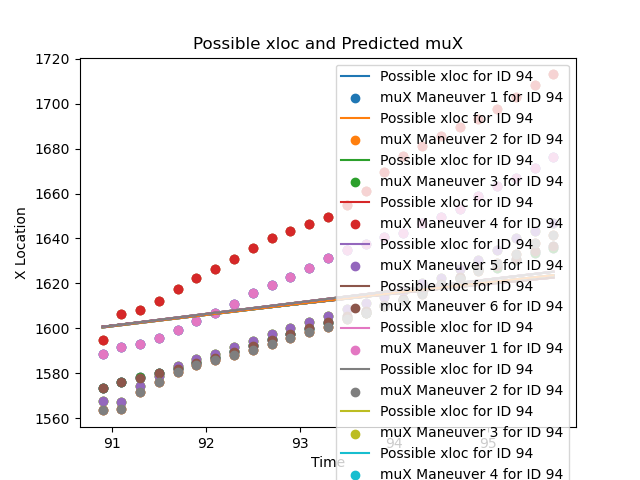 Possible xloc and Predicted muX
1720
1700
1680
1660
1640
1620
1600
1580
1560
X Location
91
92
93
94
95
Time
Possible xloc for ID 94
muX Maneuver 1 for ID 94
Possible xloc for ID 94
muX Maneuver 2 for ID 94
Possible xloc for ID 94
muX Maneuver 3 for ID 94
Possible xloc for ID 94
muX Maneuver 4 for ID 94
Possible xloc for ID 94
muX Maneuver 5 for ID 94
Possible xloc for ID 94
muX Maneuver 6 for ID 94
Possible xloc for ID 94
muX Maneuver 1 for ID 94
Possible xloc for ID 94
muX Maneuver 2 for ID 94
Possible xloc for ID 94
muX Maneuver 3 for ID 94
Possible xloc for ID 94
muX Maneuver 4 for ID 94